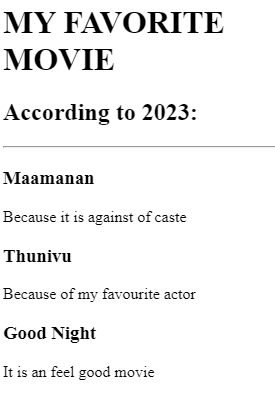 MY FAVORITE
MOVIE
According to 2023:
Maamanan
Because it is against of caste
Thunivu
Because of my favourite actor
Good Night
It is an feel good movie